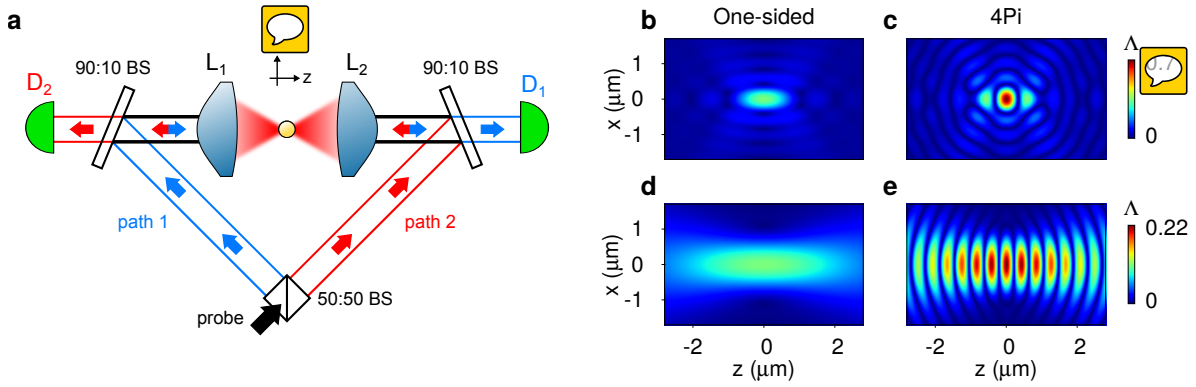 a
90:10 BS
L1
z
L2
90:10 BS
D2
D1
path 1
path 2
50:50 BS
probe
One-sided
4Pi
b
c
Λ
x (µm)
1
0
-1
0.7
0
d
e
Λ
x (µm)
1
0
-1
0.22
0
-2
0
2
-2
0
2
z (µm)
z (µm)